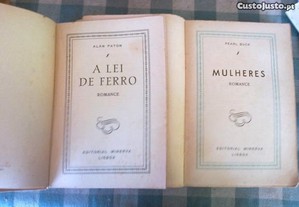 CustoJusto.pt
ALAN PATON
A LEI
DE FERRO
ROMANCE
EDITORIAL MINERVA
LISBOA
PEARL BUCK
MULHERES
ROMANCE
EDITORIAL MINERVA
LISBOA